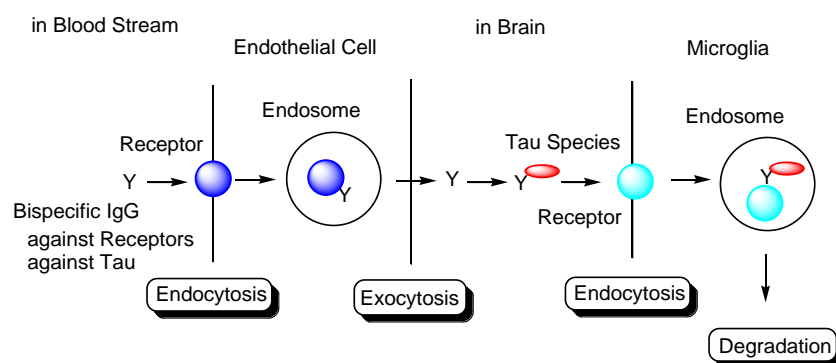 in Blood Stream
in Brain
Endothelial Cell
Microglia
Endosome
Endosome
Receptor
Tau Species
Y
Y
Y
Y
Y
Receptor
Bispecific IgG
against Receptors
against Tau
Endocytosis
Exocytosis
Endocytosis
Degradation